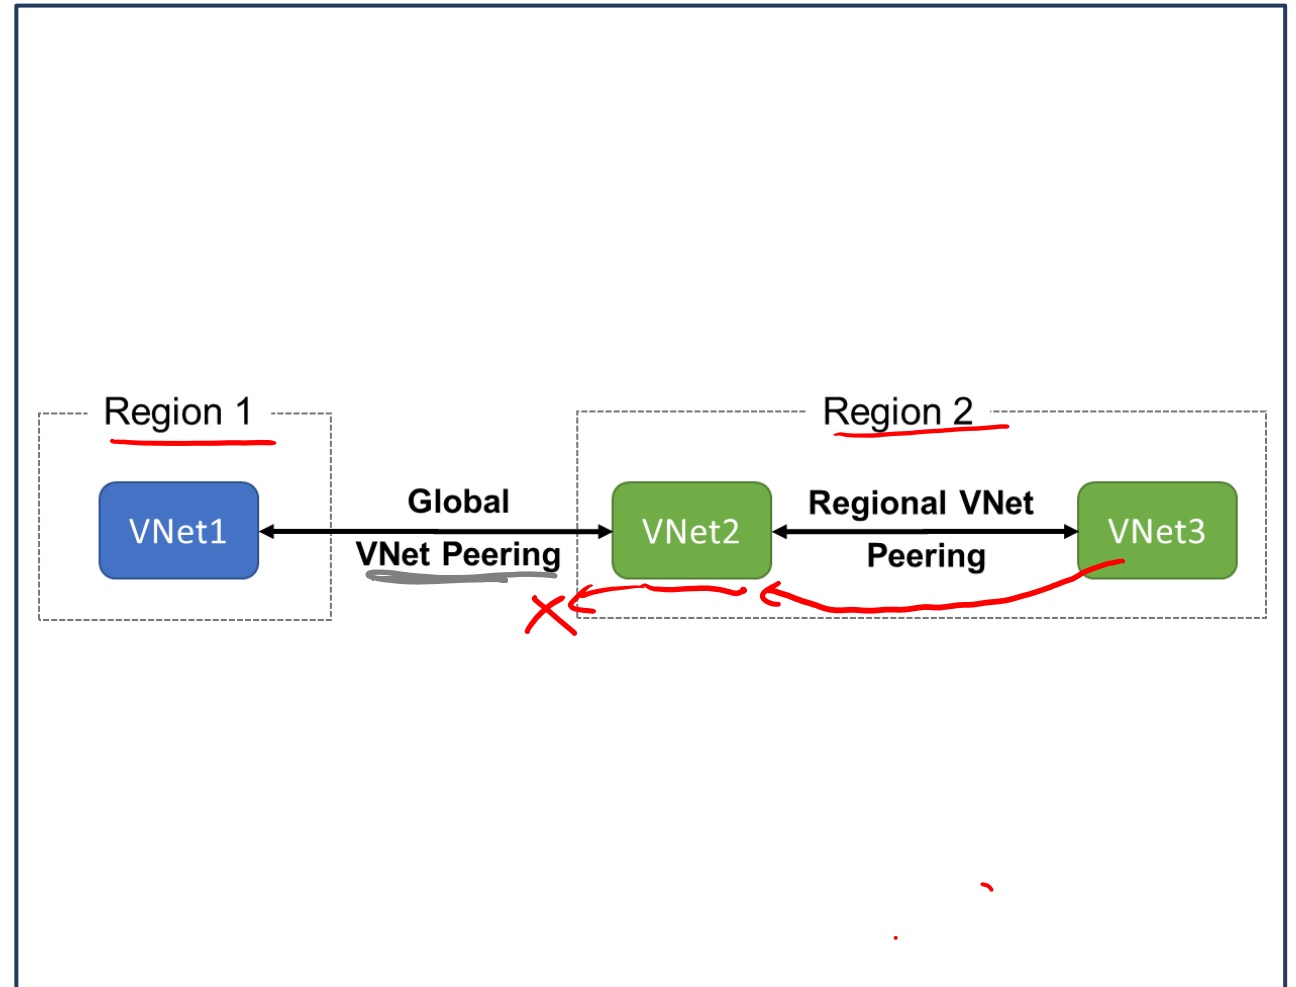 Region 1
Region 2
VNet1
Global
VNet Peering
VNet2
Regional VNet
Peering
VNet3